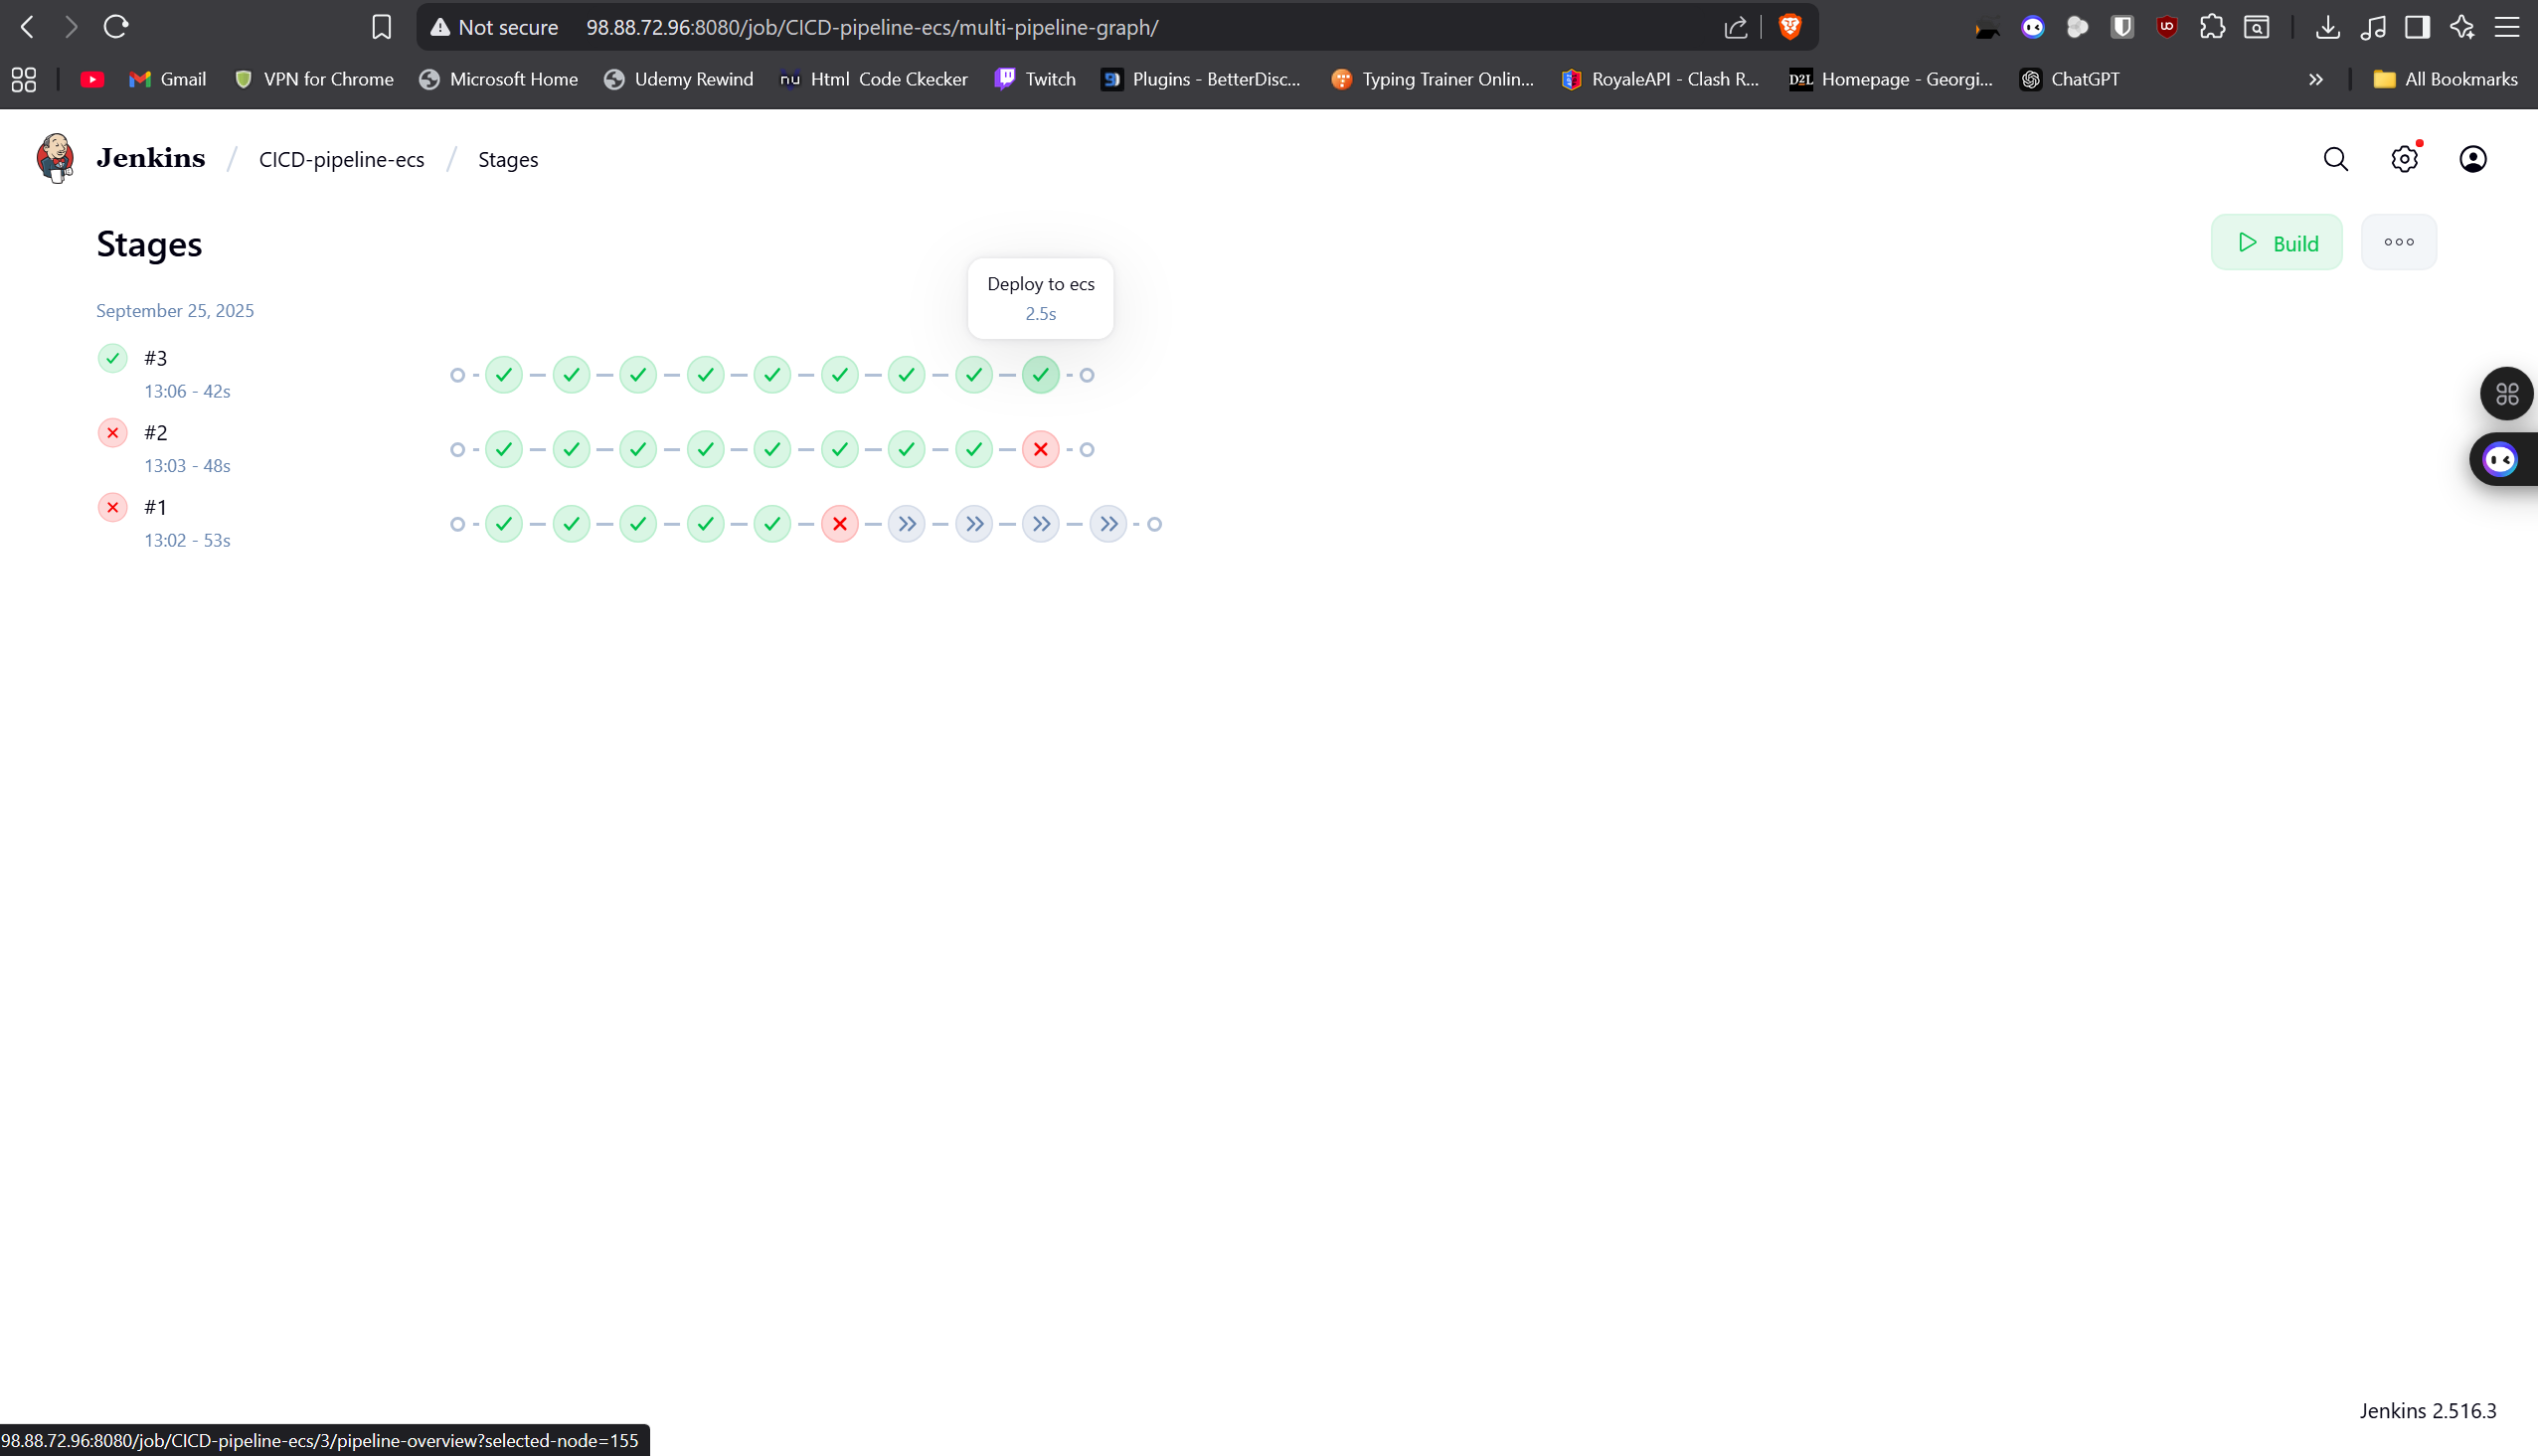 Not secure 98.88.72.96:8080/job/CICD-pipeline-ecs/multi-pipeline-graph/
Gmail VPN for Chrome Microsoft Home Udemy Rewind nu Html Code Ckecker Twitch Plugins - BetterDisc... Typing Trainer Onlin... RoyaleAPI - Clash R... D2L Homepage - Georgi... ChatGPT All Bookmarks
Jenkins / CICD-pipeline-ecs / Stages
Stages
Build
Deploy to ecs
2.5s
September 25, 2025
#3
13:06 - 42s
#2
13:03 - 48s
#1
13:02 - 53s
Jenkins 2.516.3
98.88.72.96:8080/job/CICD-pipeline-ecs/3/pipeline-overview?selected-node=155